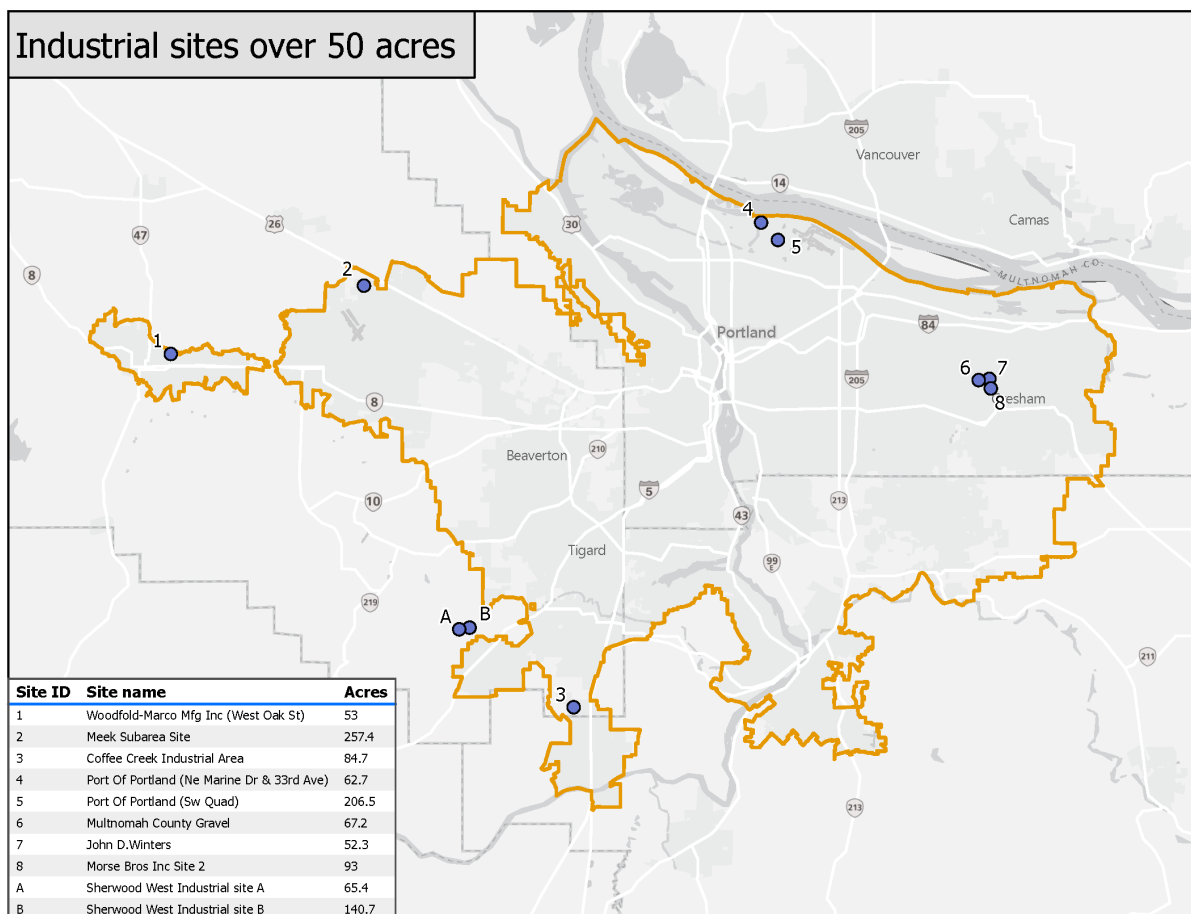 Industrial sites over 50 acres
205
Vancouver
14
4
Camas
30
26
47
5
8
MULTNOMAH CO.
2
84
Portland
1
205
6
7
8
esham
8
Beaverton
210
5
10
213
43
Tigard
99
E
219
A
B
211
3
213
Site ID Site name Acres
1 Woodfold-Marco Mfg Inc (West Oak St) 53
2 Meek Subarea Site 257.4
3 Coffee Creek Industrial Area 84.7
4 Port Of Portland (Ne Marine Dr & 33rd Ave) 62.7
5 Port Of Portland (Sw Quad) 206.5
6 Multnomah County Gravel 67.2
7 John D.Winters 52.3
8 Morse Bros Inc Site 2 93
A Sherwood West Industrial site A 65.4
B Sherwood West Industrial site B 140.7